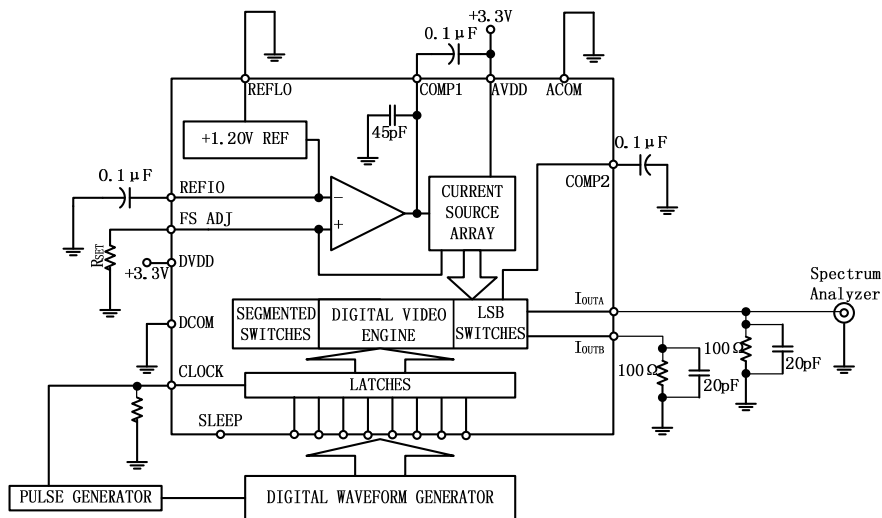 +3.3V
0.1μF
REFLO
COMP1
AVDD
ACOM
+1.20V REF
45pF
0.1μF
COMP2
0.1μF
REFIO
FS ADJ
CURRENT
SOURCE
ARRAY
RSET
+3.3V
DVDD
DCOM
SEGMENTED
SWITCHES
DIGITAL VIDEO
ENGINE
LSB
SWITCHES
IOUTA
IOUTB
Spectrum
Analyzer
100Ω
20pF
100Ω
20pF
CLOCK
LATCHES
SLEEP
PULSE GENERATOR
DIGITAL WAVEFORM GENERATOR